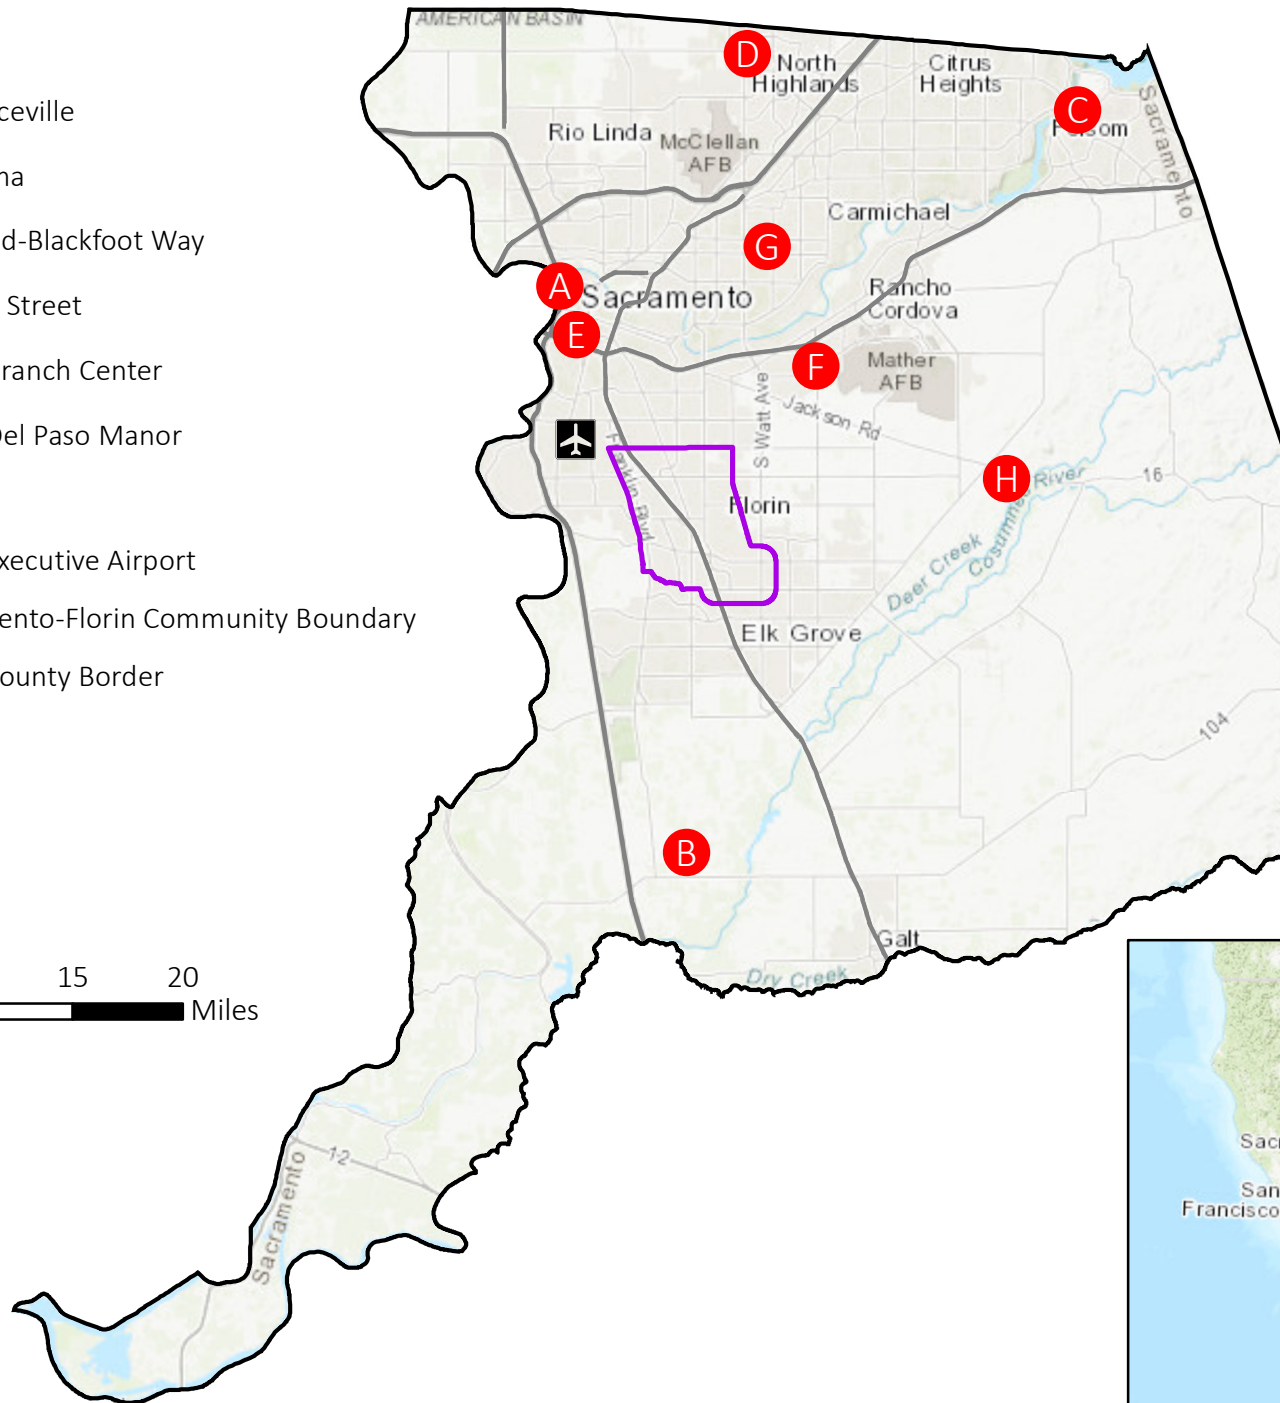 AMERICAN BASIN
D
North
Highlands
Citrus
Heights
C
Folsom
Sacramento
ceville
Rio Linda
McClellan
AFB
na
Carmichael
d-Blackfoot Way
G
A
Sacramento
Rancho
Cordova
Street
E
F
Mather
AFB
ranch Center
S Watt Ave
Jackson Rd
Del Paso Manor
Franklin Blvd
H
River
16
Florin
Cosumnes
Deer Creek
xecutive Airport
ento-Florin Community Boundary
Elk Grove
ounty Border
104
B
Galt
Dry Creek
15
20
Miles
12
Sacramento
Sac
San
Francisco